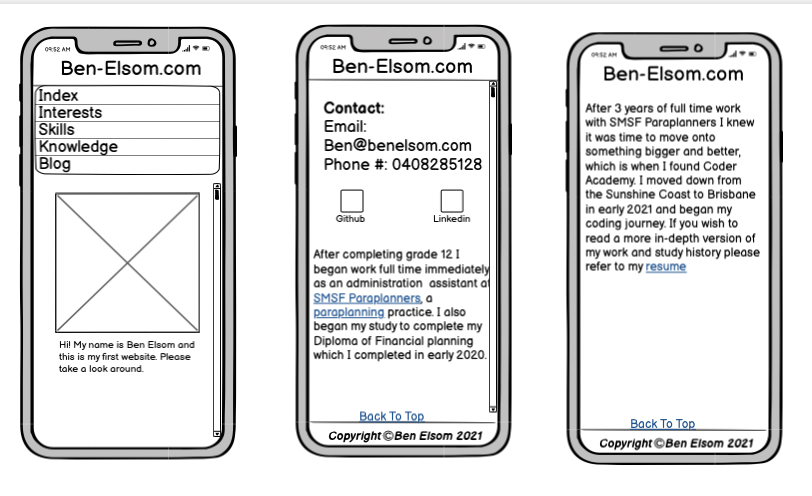 09:52 AM
Ben-Elsom.com
Index
Interests
Skills
Knowledge
Blog
Hi! My name is Ben Elsom and
this is my first website. Please
take a look around.
09:52 AM
Ben-Elsom.com
Contact:
Email:
Ben@benelsom.com
Phone #: 0408285128
Github
Linkedin
After completing grade 12 I
began work full time immediately
as an administration assistant at
SMSF Paraplanners, a
paraplanning practice. I also
began my study to complete my
Diploma of Financial planning
which I completed in early 2020.
Back To Top
Copyright©Ben Elsom 2021
09:52 AM
Ben-Elsom.com
After 3 years of full time work
with SMSF Paraplanners I knew
it was time to move onto
something bigger and better,
which is when I found Coder
Academy. I moved down from
the Sunshine Coast to Brisbane
in early 2021 and began my
coding journey. If you wish to
read a more in-depth version of
my work and study history please
refer to my resume
Back To Top
Copyright©Ben Elsom 2021